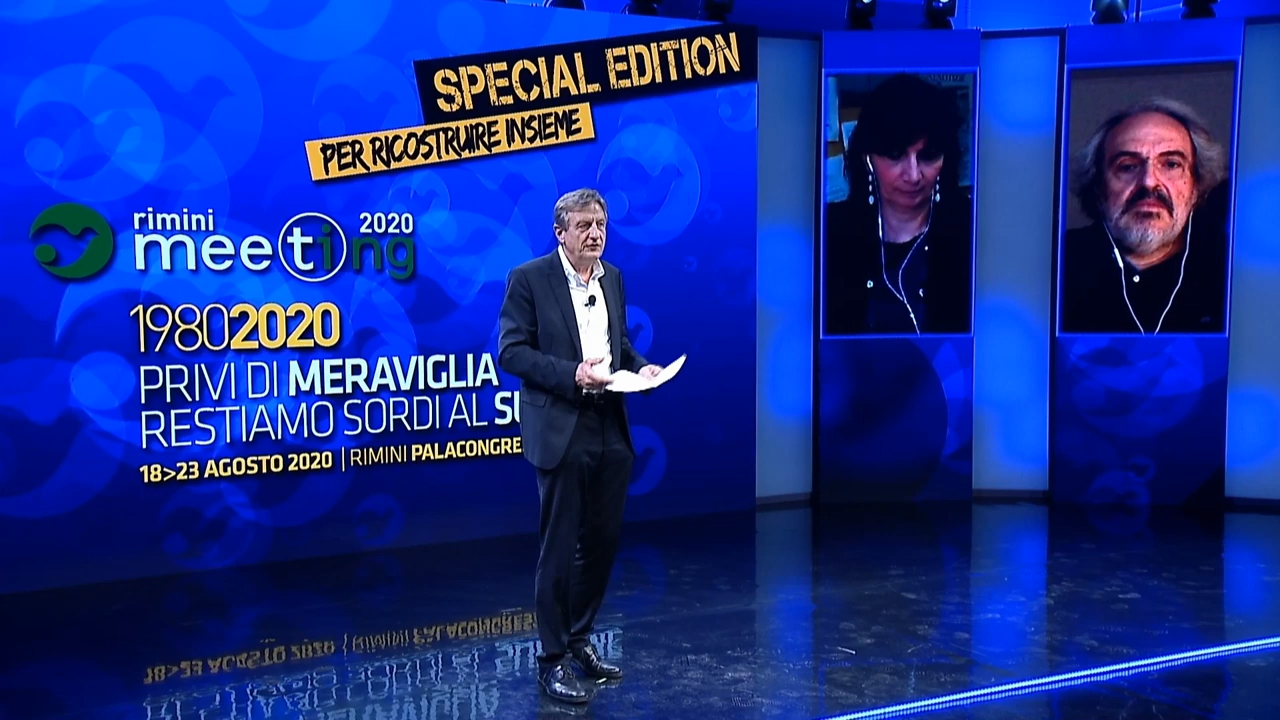 SPECIAL EDITION
PER RICOSTRUIRE INSIEME
rimini 2020
meeting
19802020
PRIVI DI MERAVIGLIA
RESTIAMO SORDI AL
18>23 AGOSTO 2020 | RIMINI PALACONGRE